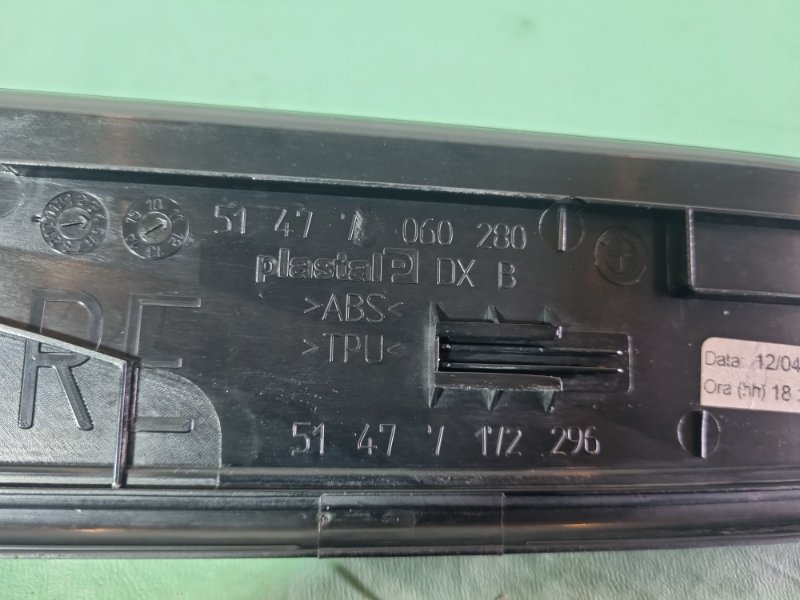 51 47 7 060 280
plastal P DX B
>ABS<
>TPU<
RE
51 47 7 172 296
Data: 12/04
Ora (hh) 18